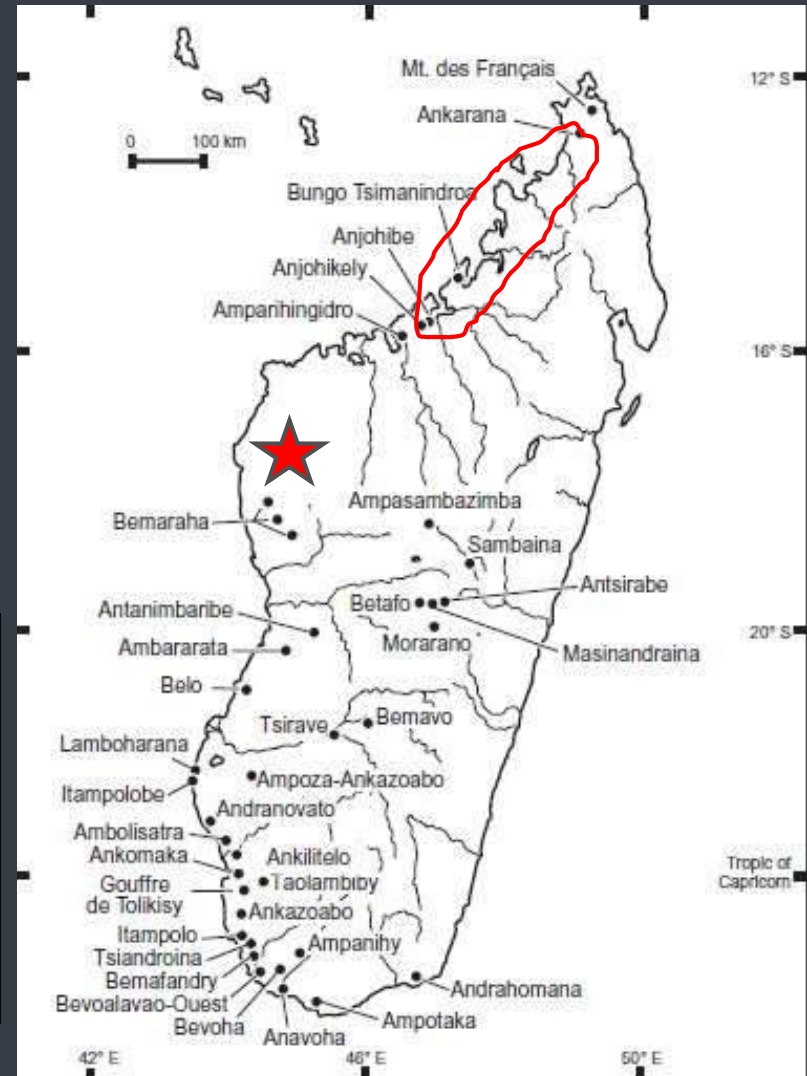 Mt. des Français
12° S
Ankarana
0 100 km
Bungo Tsimanindroa
Anjohibe
Anjohikely
Amparihingidro
16° S
Ampasambazimba
Bemaraha
Sambaina
Antsirabe
Betafo
Antanimbaribe
20° S
Morarano
Ambararata
Masinandraina
Belo
Bemavo
Tsirave
Lamboharana
Ampoza-Ankazoabo
Itampolobe
Andranovato
Ambolisatra
Ankomaka
Ankilitelo
Tropic of
Capricorn
Gouffre
de Tolikisy
Taolambiby
Ankazoabo
Itampolo
Ampanihy
Tsiandroina
Bemafandry
Andrahomana
Bevoalavao-Ouest
Ampotaka
Bevoha
Anavoha
42° E
46° E
50° E